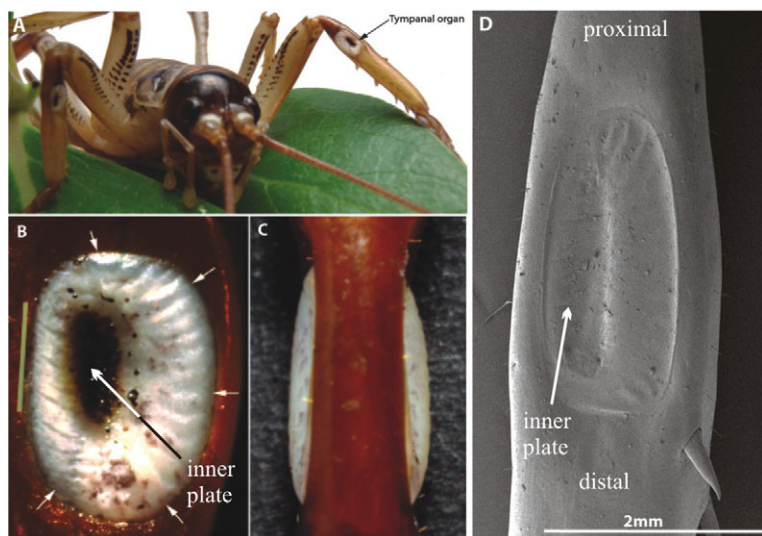 A
Tympanal organ
B
inner
plate
C
D
proximal
inner
plate
distal
2mm